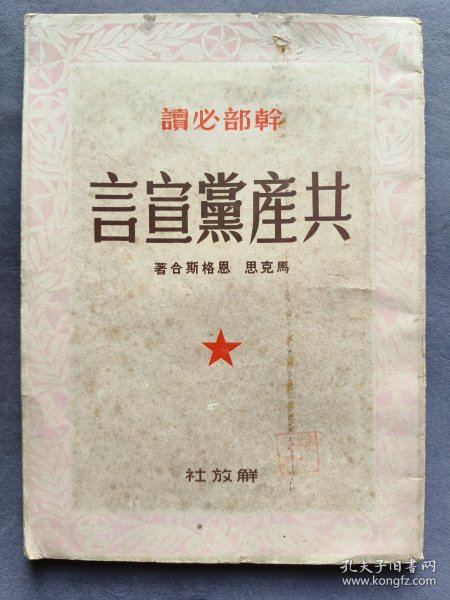 幹部必讀
共產黨宣言
馬克思 恩格斯合著
解放社
孔夫子旧书网
www.kongfz.com